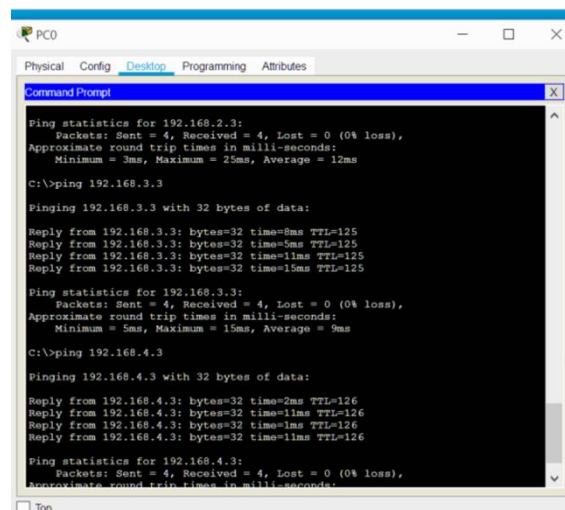 PC0
Physical Config Desktop Programming Attributes
Command Prompt
X
Ping statistics for 192.168.2.3:
Packets: Sent = 4, Received = 4, Lost = 0 (0% loss),
Approximate round trip times in milli-seconds:
Minimum = 3ms, Maximum = 25ms, Average = 12ms
C:\>ping 192.168.3.3
Pinging 192.168.3.3 with 32 bytes of data:
Reply from 192.168.3.3: bytes=32 time=8ms TTL=125
Reply from 192.168.3.3: bytes=32 time=5ms TTL=125
Reply from 192.168.3.3: bytes=32 time=11ms TTL=125
Reply from 192.168.3.3: bytes=32 time=15ms TTL=125
Ping statistics for 192.168.3.3:
Packets: Sent = 4, Received = 4, Lost = 0 (0% loss),
Approximate round trip times in milli-seconds:
Minimum = 5ms, Maximum = 15ms, Average = 9ms
C:\>ping 192.168.4.3
Pinging 192.168.4.3 with 32 bytes of data:
Reply from 192.168.4.3: bytes=32 time=2ms TTL=126
Reply from 192.168.4.3: bytes=32 time=11ms TTL=126
Reply from 192.168.4.3: bytes=32 time=1ms TTL=126
Reply from 192.168.4.3: bytes=32 time=11ms TTL=126
Ping statistics for 192.168.4.3:
Packets: Sent = 4, Received = 4, Lost = 0 (0% loss),
Approximate round trip times in milli-seconds:
Top